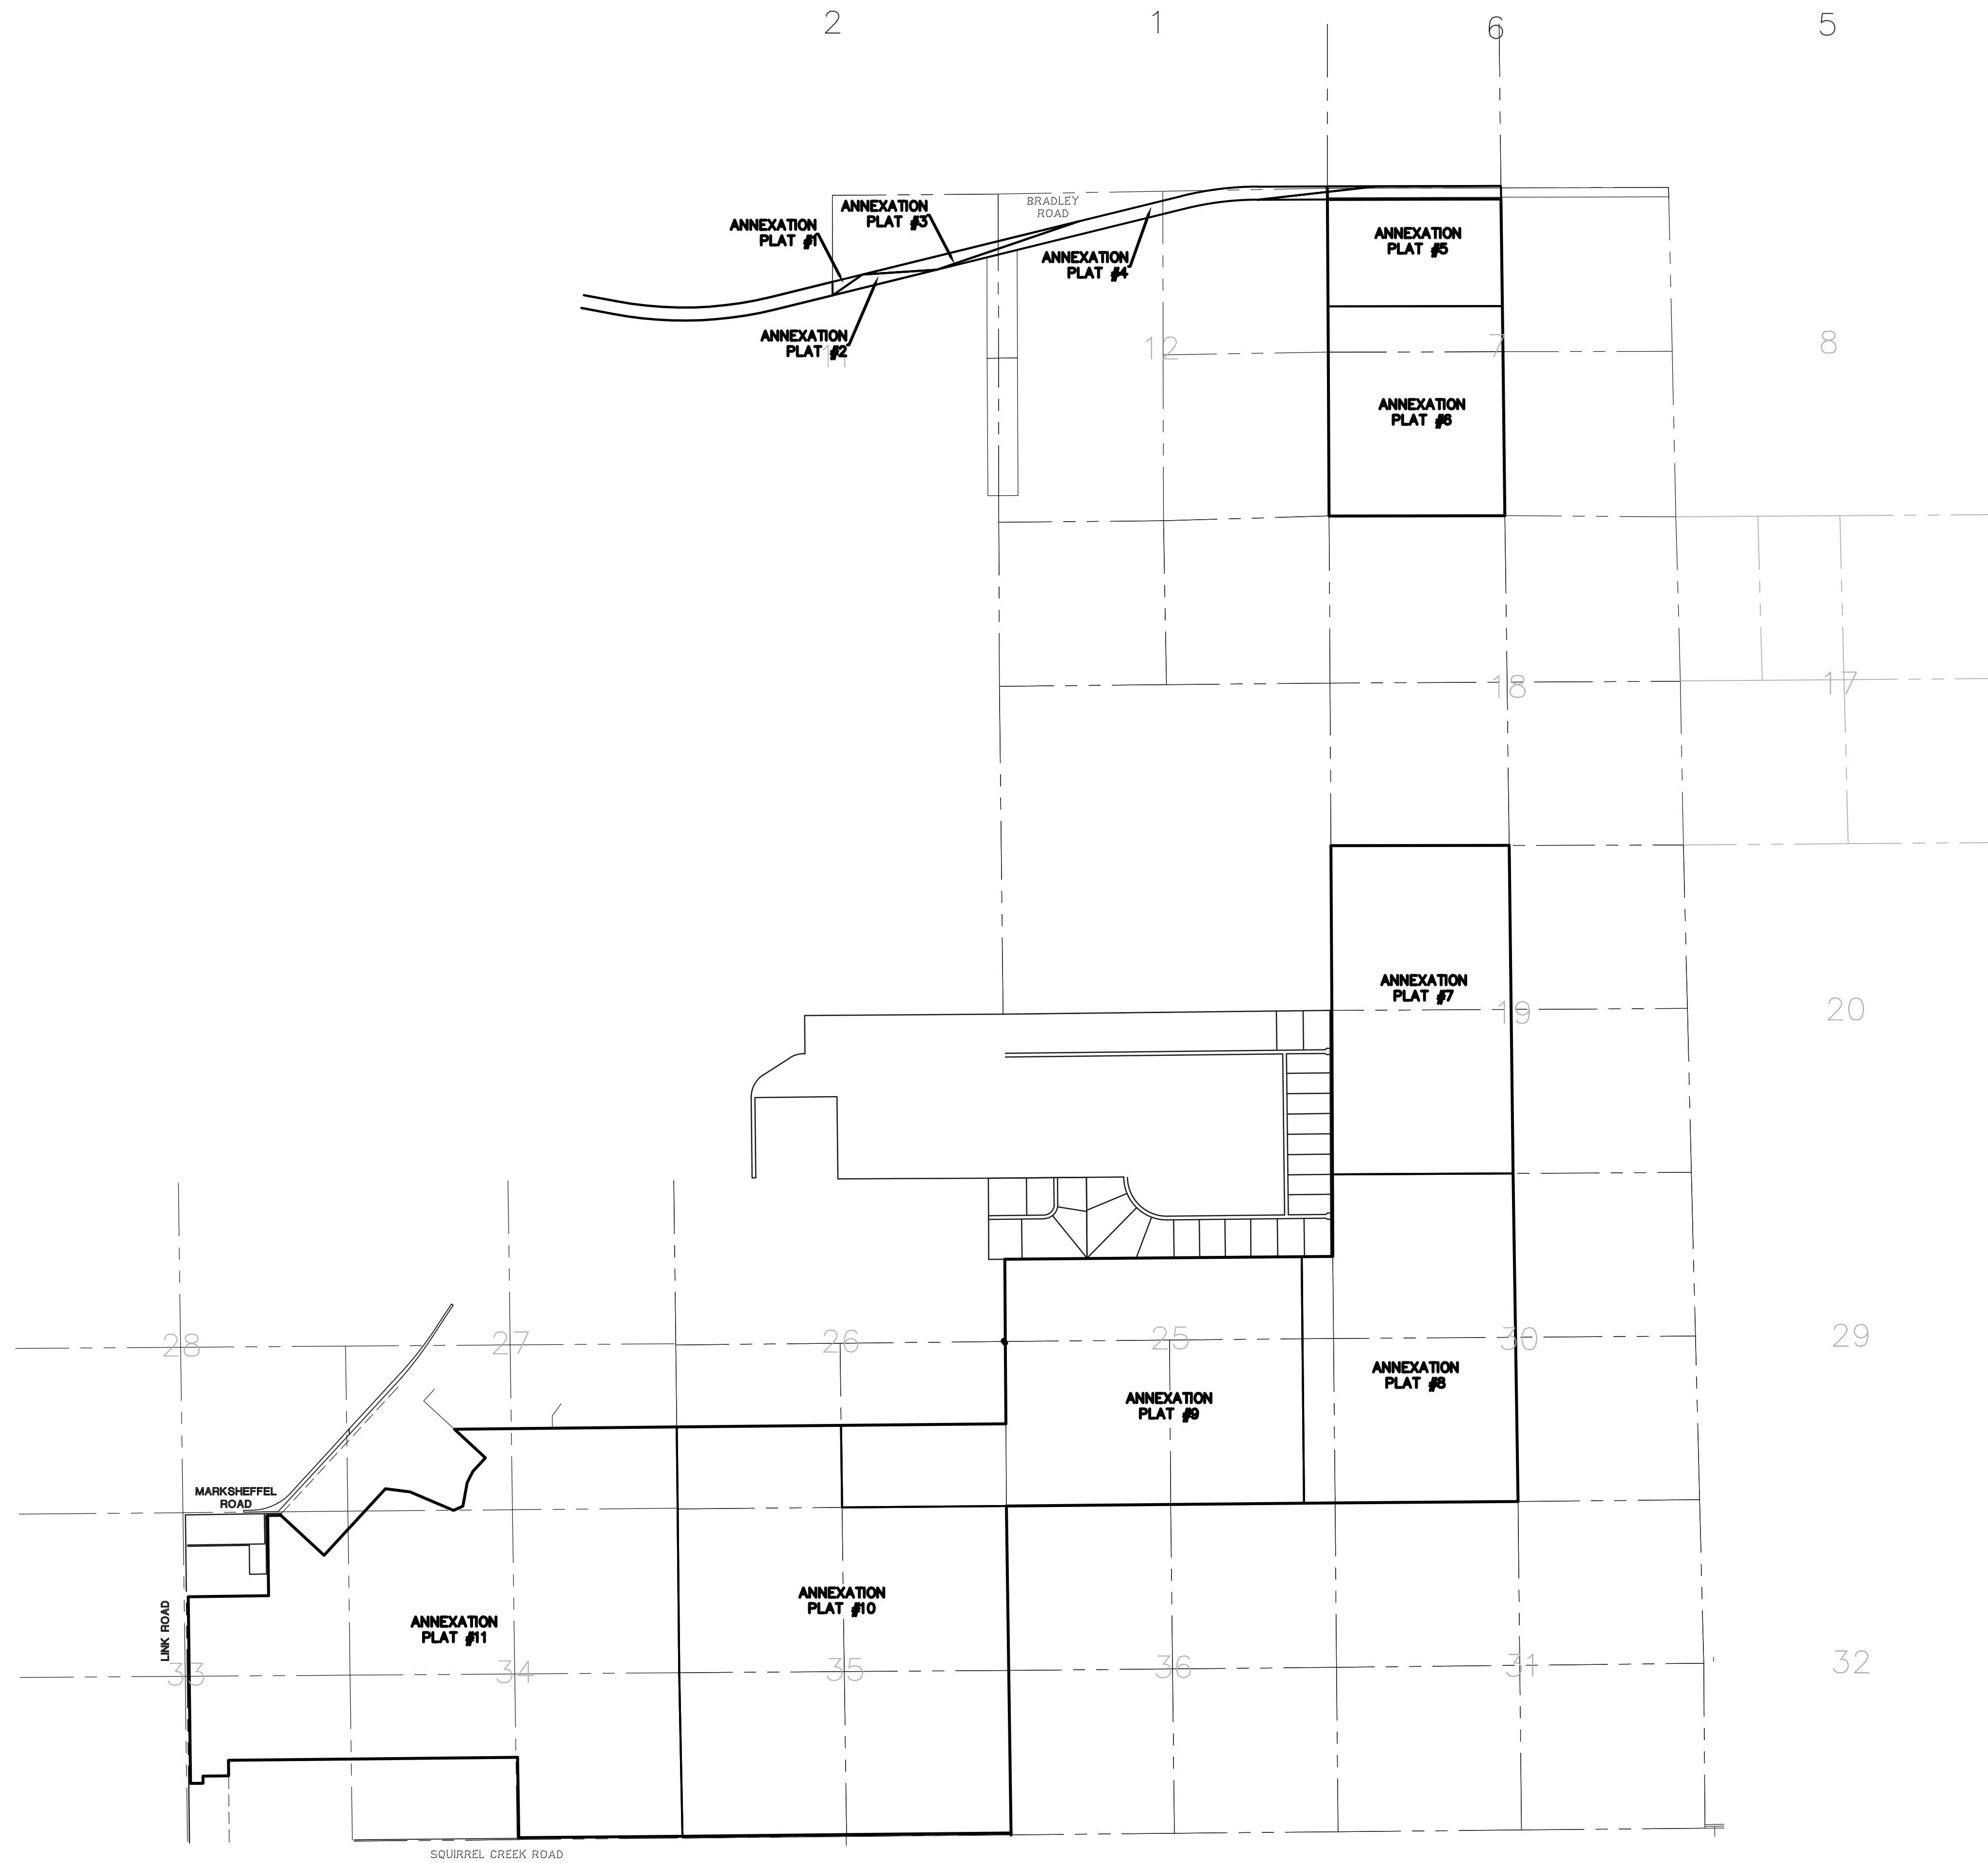 2
1
6
5
ANNEXATION
PLAT #1
ANNEXATION
PLAT #3
BRADLEY
ROAD
ANNEXATION
PLAT #4
ANNEXATION
PLAT #5
ANNEXATION
PLAT #2
11
12
7
8
ANNEXATION
PLAT #6
18
17
ANNEXATION
PLAT #7
19
20
28
27
26
25
30
29
ANNEXATION
PLAT #8
ANNEXATION
PLAT #9
MARKSHEFFEL
ROAD
LINK ROAD
ANNEXATION
PLAT #10
ANNEXATION
PLAT #11
33
34
35
36
31
32
SQUIRREL CREEK ROAD